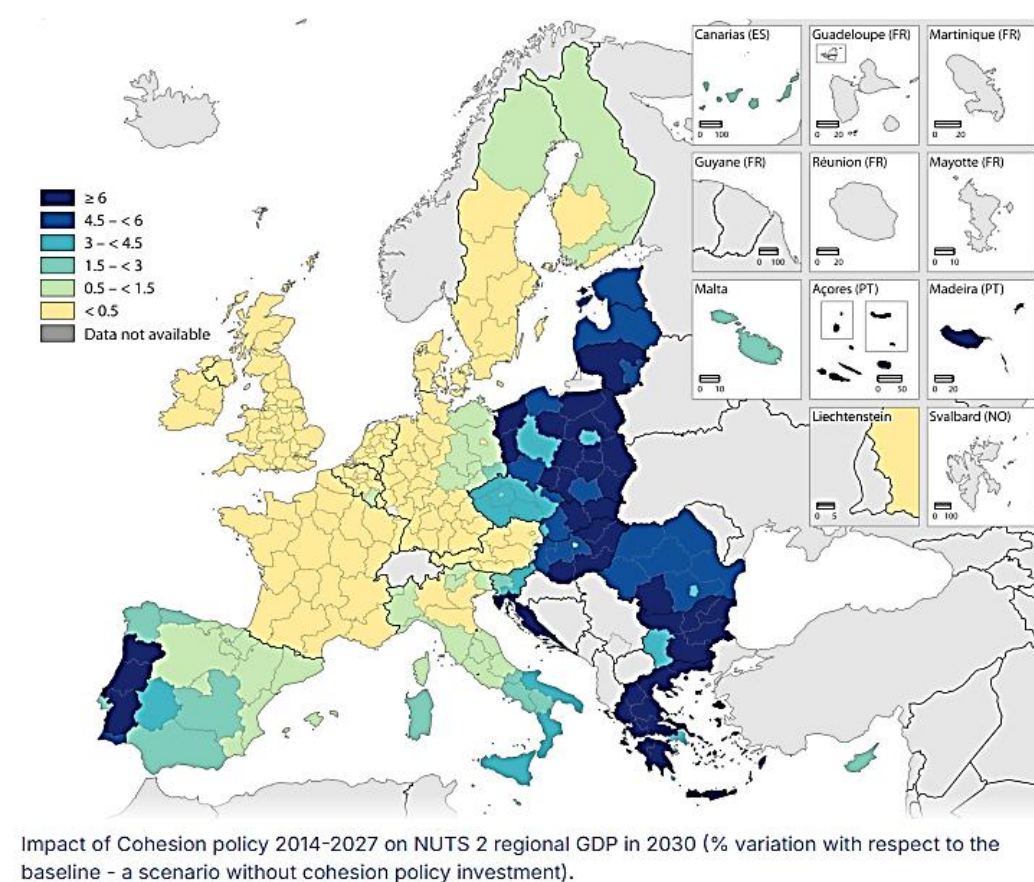 Canarias (ES)
0 100
Guadeloupe (FR)
0 20
Martinique (FR)
0 20
Guyane (FR)
0 100
Réunion (FR)
0 20
Mayotte (FR)
0 10
≥ 6
4.5 – < 6
3 – < 4.5
1.5 – < 3
0.5 – < 1.5
< 0.5
Data not available
Malta
0 10
Açores (PT)
0 50
Madeira (PT)
0 20
Liechtenstein
0 5
Svalbard (NO)
0 100
Impact of Cohesion policy 2014-2027 on NUTS 2 regional GDP in 2030 (% variation with respect to the
baseline - a scenario without cohesion policy investment).